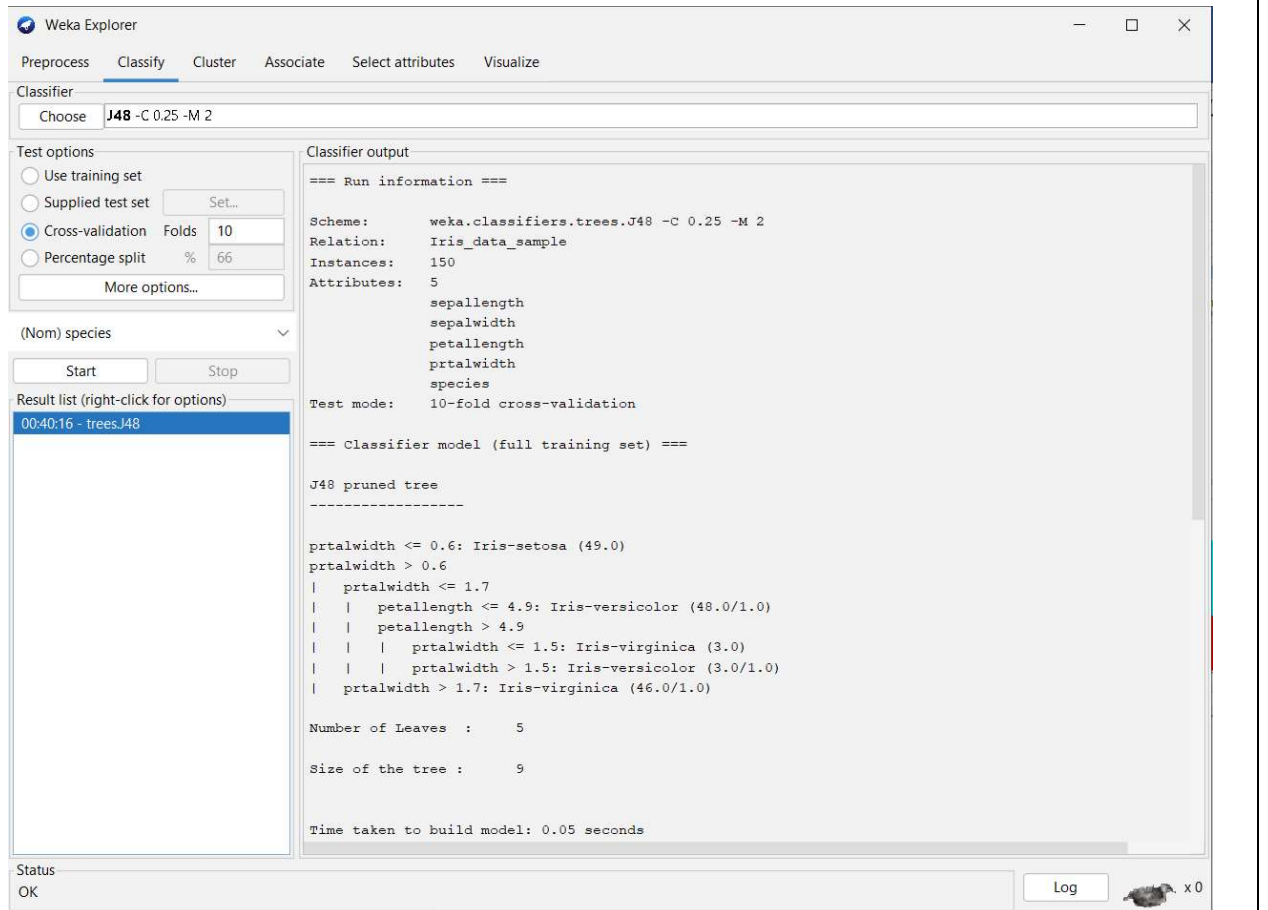 Weka Explorer
Preprocess Classify Cluster Associate Select attributes Visualize
Classifier
Choose J48 -C 0.25 -M 2
Test options
Use training set
Supplied test set Set...
Cross-validation Folds 10
Percentage split % 66
More options...
(Nom) species
Start Stop
Result list (right-click for options)
00:40:16 - trees.J48
Classifier output
=== Run information ===
Scheme: weka.classifiers.trees.J48 -C 0.25 -M 2
Relation: Iris_data_sample
Instances: 150
Attributes: 5
sepallength
sepalwidth
petallength
prtalwidth
species
Test mode: 10-fold cross-validation
=== Classifier model (full training set) ===
J48 pruned tree
------------------
prtalwidth <= 0.6: Iris-setosa (49.0)
prtalwidth > 0.6
| prtalwidth <= 1.7
| | petallength <= 4.9: Iris-versicolor (48.0/1.0)
| | petallength > 4.9
| | | prtalwidth <= 1.5: Iris-virginica (3.0)
| | | prtalwidth > 1.5: Iris-versicolor (3.0/1.0)
| prtalwidth > 1.7: Iris-virginica (46.0/1.0)
Number of Leaves : 5
Size of the tree : 9
Time taken to build model: 0.05 seconds
Status
OK
Log x 0